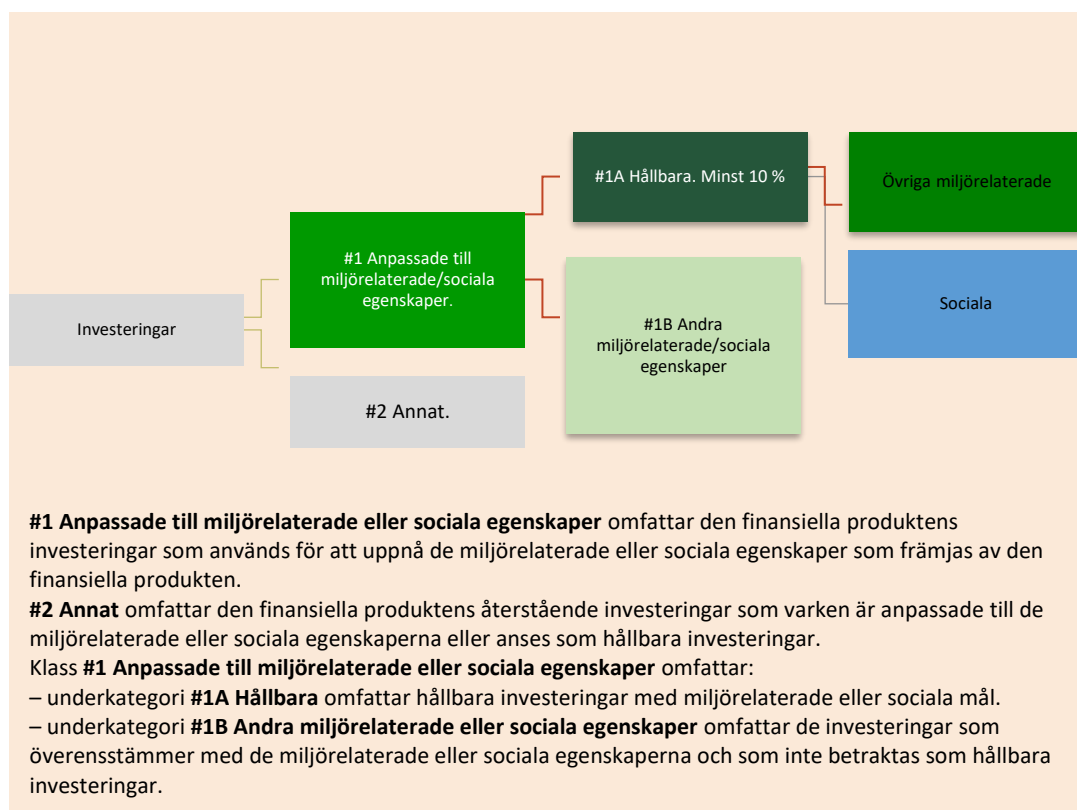 #1A Hållbara. Minst 10 %
Övriga miljörelaterade
#1 Anpassade till
miljörelaterade/sociala
egenskaper.
Investeringar
Sociala
#1B Andra
miljörelaterade/sociala
egenskaper
#2 Annat.
#1 Anpassade till miljörelaterade eller sociala egenskaper omfattar den finansiella produktens
investeringar som används för att uppnå de miljörelaterade eller sociala egenskaper som främjas av den
finansiella produkten.
#2 Annat omfattar den finansiella produktens återstående investeringar som varken är anpassade till de
miljörelaterade eller sociala egenskaperna eller anses som hållbara investeringar.
Klass #1 Anpassade till miljörelaterade eller sociala egenskaper omfattar:
– underkategori #1A Hållbara omfattar hållbara investeringar med miljörelaterade eller sociala mål.
– underkategori #1B Andra miljörelaterade eller sociala egenskaper omfattar de investeringar som
överensstämmer med de miljörelaterade eller sociala egenskaperna och som inte betraktas som hållbara
investeringar.